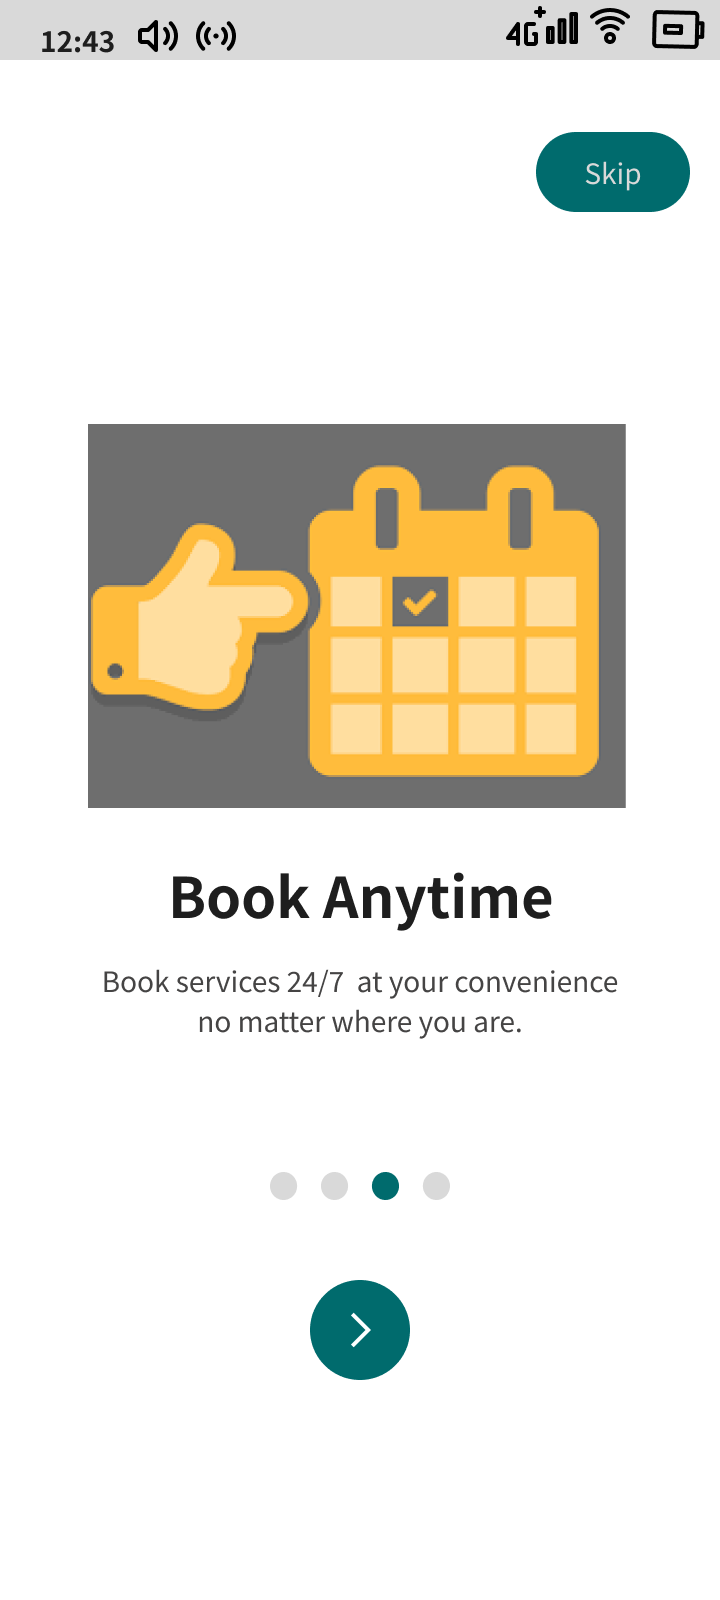 12:43
4G+
Skip
Book Anytime
Book services 24/7  at your convenience
no matter where you are.